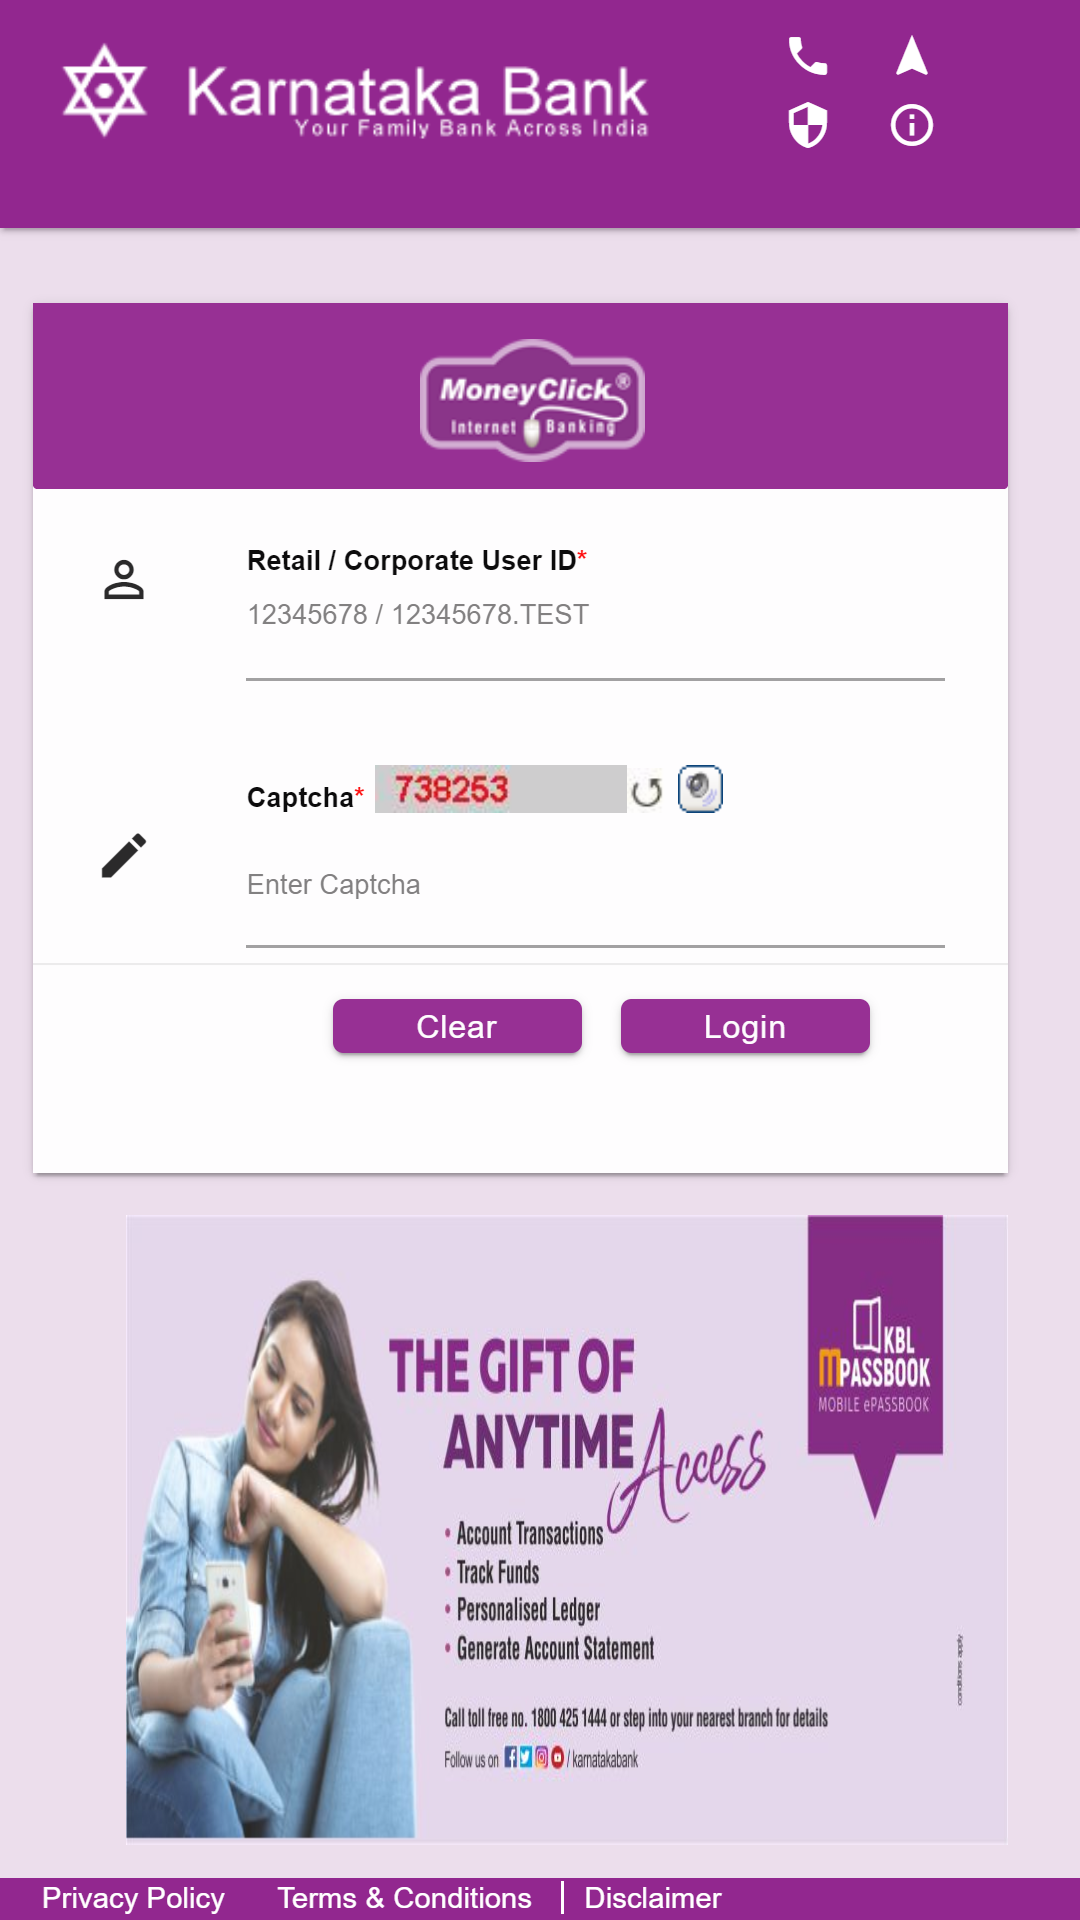 Karnataka Bank
Your Family Bank Across India
MoneyClick®
Internet Banking
Retail / Corporate User ID*
12345678 / 12345678.TEST
Captcha* 738253
Enter Captcha
Clear Login
KBL
mPASSBOOK
MOBILE ePASSBOOK
THE GIFT OF
ANYTIME Access
• Account Transactions
• Track Funds
• Personalised Ledger
• Generate Account Statement
conditions apply
Call toll free no. 1800 425 1444 or step into your nearest branch for details
Follow us on / karnatakabank
Privacy Policy Terms & Conditions | Disclaimer